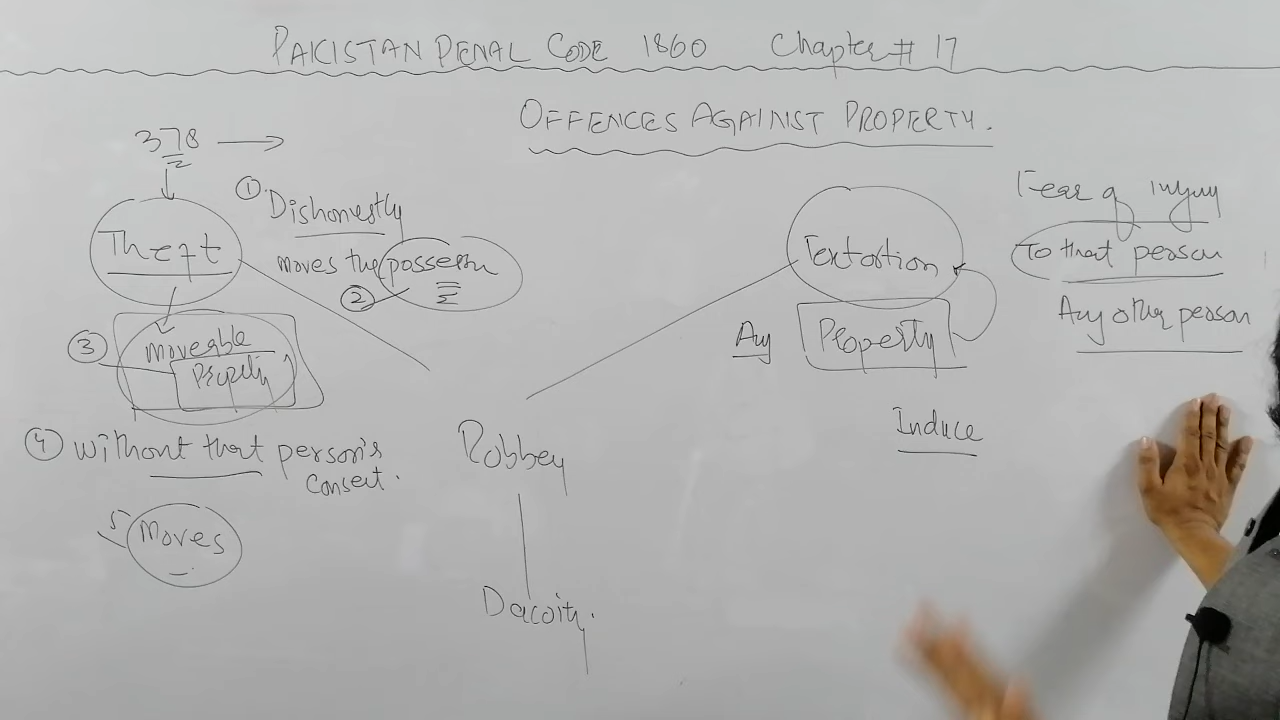 PAKISTAN PENAL CODE 1860 Chapter # 17
OFFENCES AGAINST PROPERTY.
378 →
Theft
① Dishonestly
moves the possession
②
③ moveable
Property
④ without that person's
consent.
5 Moves
Robbey
Dacoity.
Extortion
Any Property
Induce
Fear of injury
To that person
Any other person